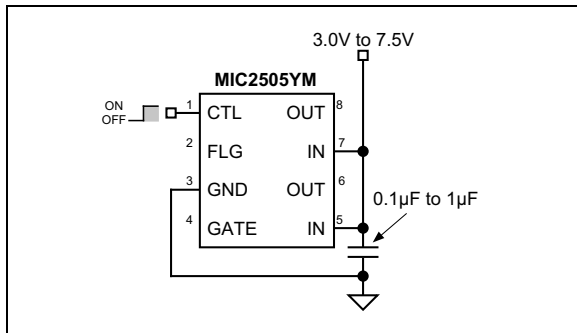 3.0V to 7.5V
MIC2505YM
ON
OFF
1 CTL OUT 8
2 FLG IN 7
3 GND OUT 6
4 GATE IN 5
0.1µF to 1µF